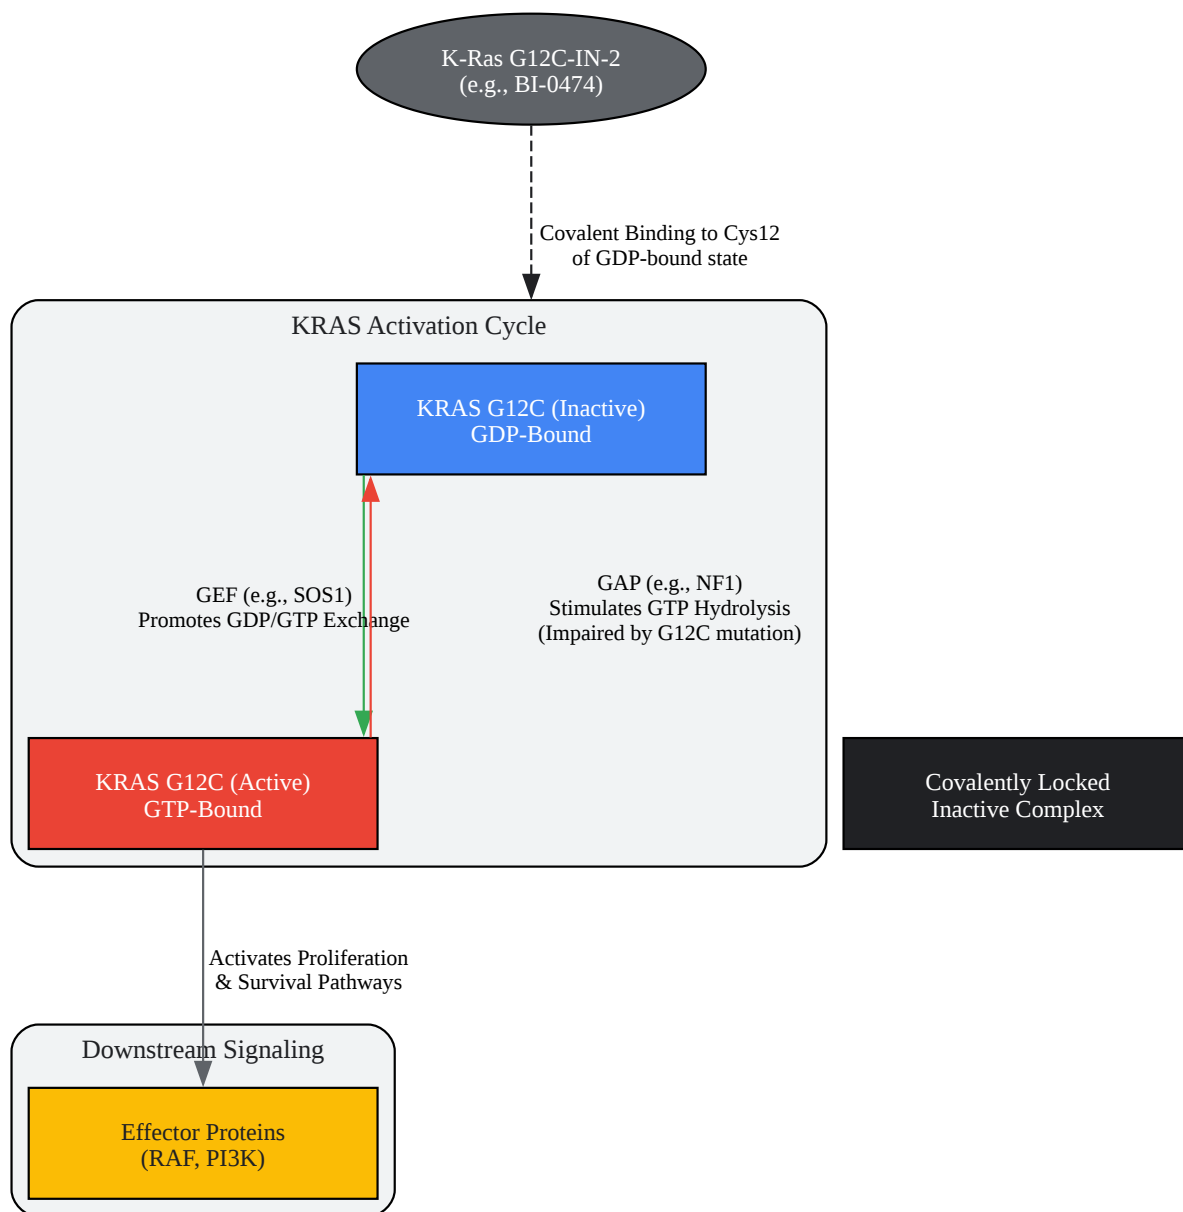 K-Ras G12C-IN-2
(e.g., BI-0474)
Covalent Binding to Cys12
of GDP-bound state
KRAS Activation Cycle
KRAS G12C (Inactive)
GDP-Bound
GEF (e.g., SOS1)
Promotes GDP/GTP Exchange
GAP (e.g., NF1)
Stimulates GTP Hydrolysis
(Impaired by G12C mutation)
KRAS G12C (Active)
GTP-Bound
Covalently Locked
Inactive Complex
Activates Proliferation
& Survival Pathways
Downstream Signaling
Effector Proteins
(RAF, PI3K)